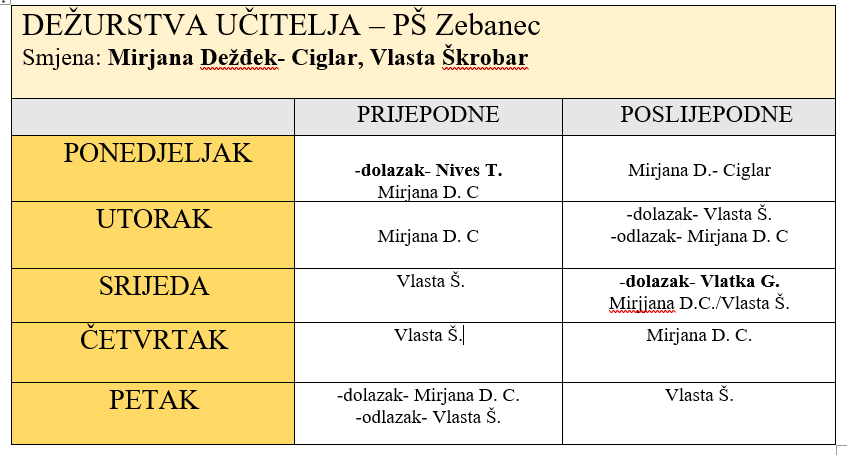 DEŽURSTVA UČITELJA – PŠ Zebanec
Smjena: Mirjana Dežđek- Ciglar, Vlasta Škrobar
PRIJEPODNE POSLIJEPODNE
PONEDJELJAK
-dolazak- Nives T.
Mirjana D. C
Mirjana D.- Ciglar
UTORAK
Mirjana D. C
-dolazak- Vlasta Š.
-odlazak- Mirjana D. C
SRIJEDA
Vlasta Š.
-dolazak- Vlatka G.
Mirjjana D.C./Vlasta Š.
ČETVRTAK
Vlasta Š.
Mirjana D. C.
PETAK
-dolazak- Mirjana D. C.
-odlazak- Vlasta Š.
Vlasta Š.